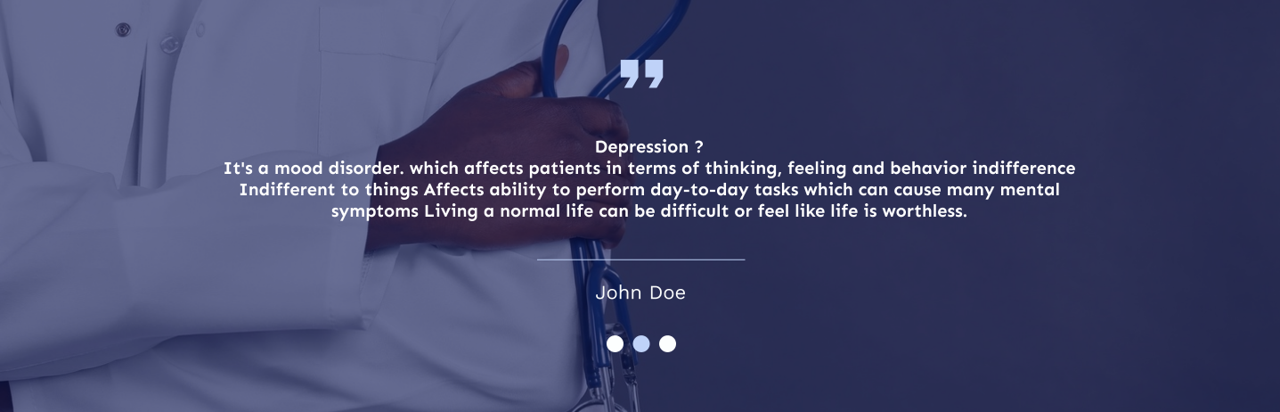 ”
Depression ?
It's a mood disorder. which affects patients in terms of thinking, feeling and behavior indifference
Indifferent to things Affects ability to perform day-to-day tasks which can cause many mental
symptoms Living a normal life can be difficult or feel like life is worthless.
John Doe